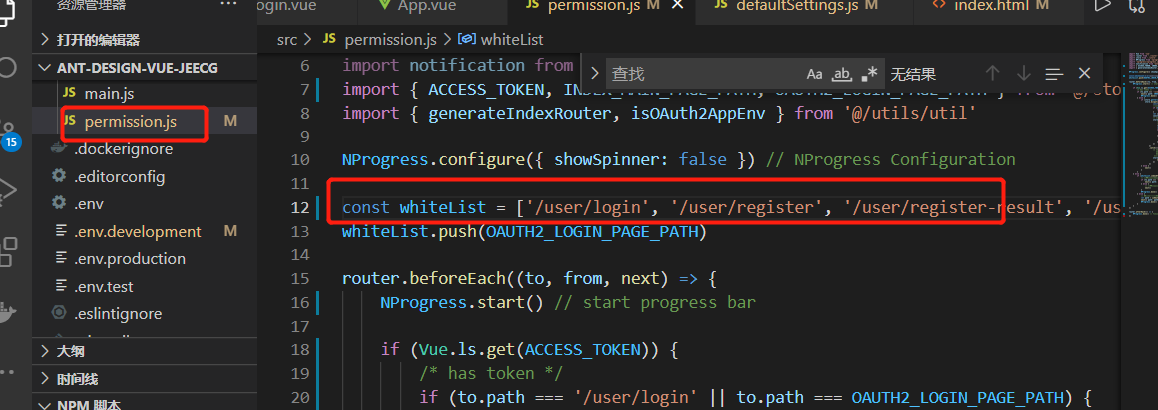 资源管理器 ···
ogin.vue App.vue JS permission.js M × JS defaultSettings.js M <> index.html M
打开的编辑器
src > JS permission.js > whiteList
ANT-DESIGN-VUE-JEECG
查找 Aa ab .* 无结果
JS main.js
JS permission.js M
.dockerignore
.editorconfig
.env
.env.development M
.env.production
.env.test
.eslintignore
大纲
时间线
NPM 脚本
15
6 import notification from
7 import { ACCESS_TOKEN,
8 import { generateIndexRouter, isOAuth2AppEnv } from '@/utils/util'
9
10 NProgress.configure({ showSpinner: false }) // NProgress Configuration
11
12 const whiteList = ['/user/login', '/user/register', '/user/register-result', '/us
13 whiteList.push(OAUTH2_LOGIN_PAGE_PATH)
14
15 router.beforeEach((to, from, next) => {
16 NProgress.start() // start progress bar
17
18 if (Vue.ls.get(ACCESS_TOKEN)) {
19 /* has token */
20 if (to.path === '/user/login' || to.path === OAUTH2_LOGIN_PAGE_PATH) {